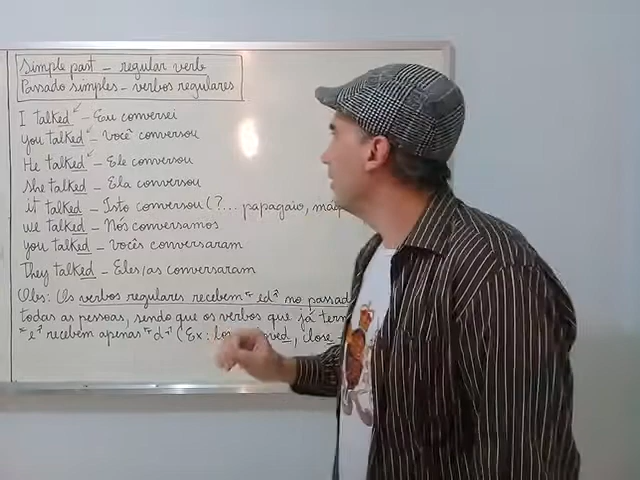 Simple past – regular verb
Passado simples – verbos regulares
I talked – Eu conversei
you talked – você conversou
He talked – Ele conversou
she talked – Ela conversou
it talked – Isto conversou (?... papagaio,
we talked – Nós conversamos
you talked – vocês conversaram
They talked – Eles/as conversaram
Obs: Os verbos regulares recebem "ed" no
todas as pessoas, sendo que os verbos que já
"e" recebem apenas "d" (Ex: close